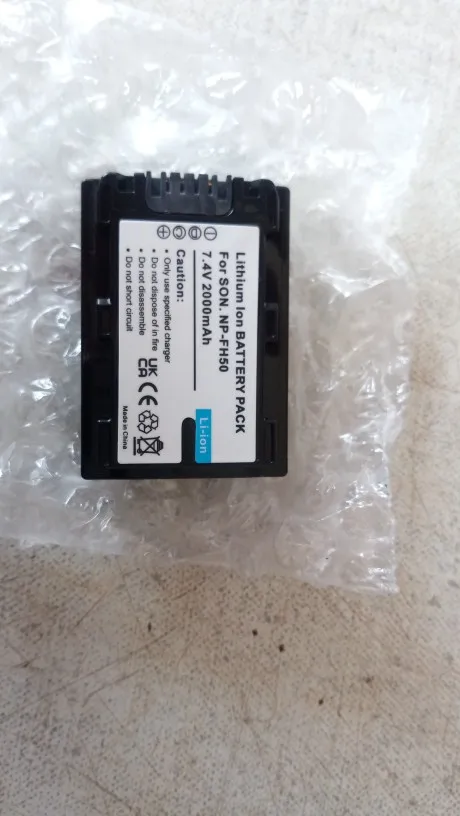 Lithium Ion BATTERY PACK
For SON. NP-FH50
7.4V 2000mAh
Li-ion
Caution:
• Only use specified charger
• Do not dispose of in fire
• Do not disassemble
• Do not short circuit
UK
CA
CE
Made in China